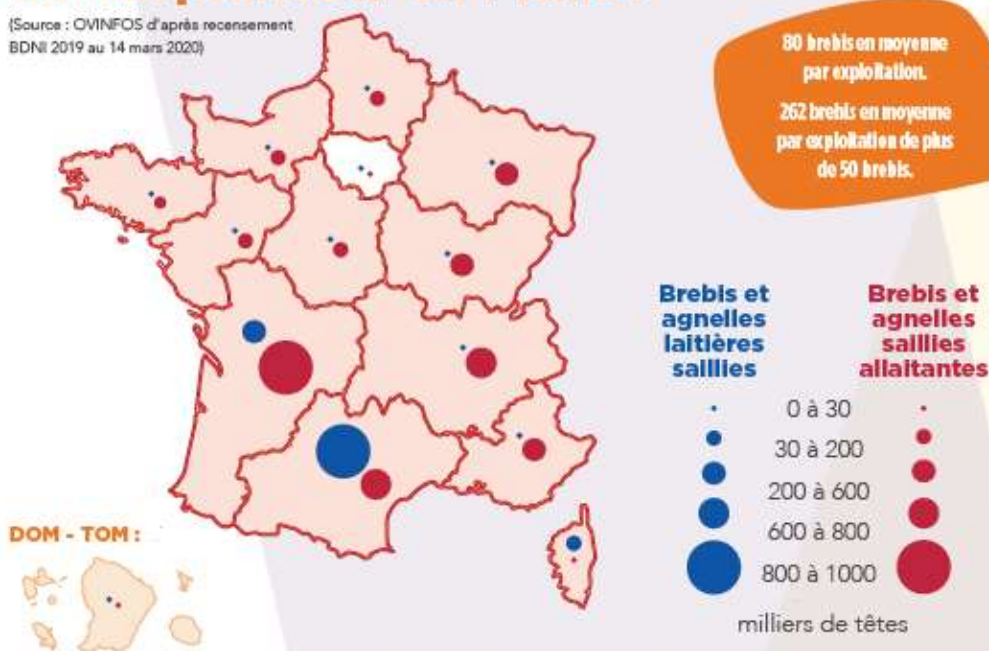 (Source : OVINFOS d'après recensement
BDNI 2019 au 14 mars 2020)
80 brebis en moyenne
par exploitation.
262 brebis en moyenne
par exploitation de plus
de 50 brebis.
Brebis et
agnelles
laitières
saillies
Brebis et
agnelles
saillies
allaitantes
0 à 30
30 à 200
200 à 600
600 à 800
800 à 1000
milliers de têtes
DOM - TOM :